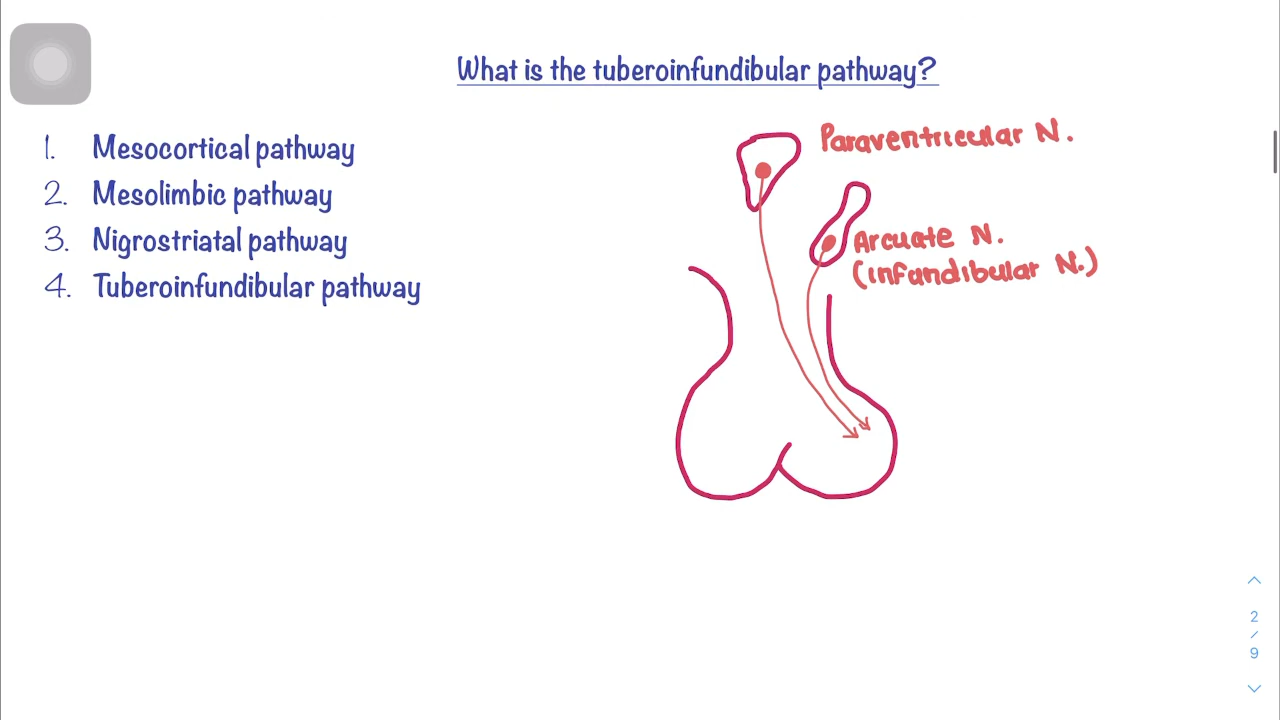 What is the tuberoinfundibular pathway?
1. Mesocortical pathway
2. Mesolimbic pathway
3. Nigrostriatal pathway
4. Tuberoinfundibular pathway
Paraventricular N.
Arcuate N.
(infandibular N.)
2
/
9